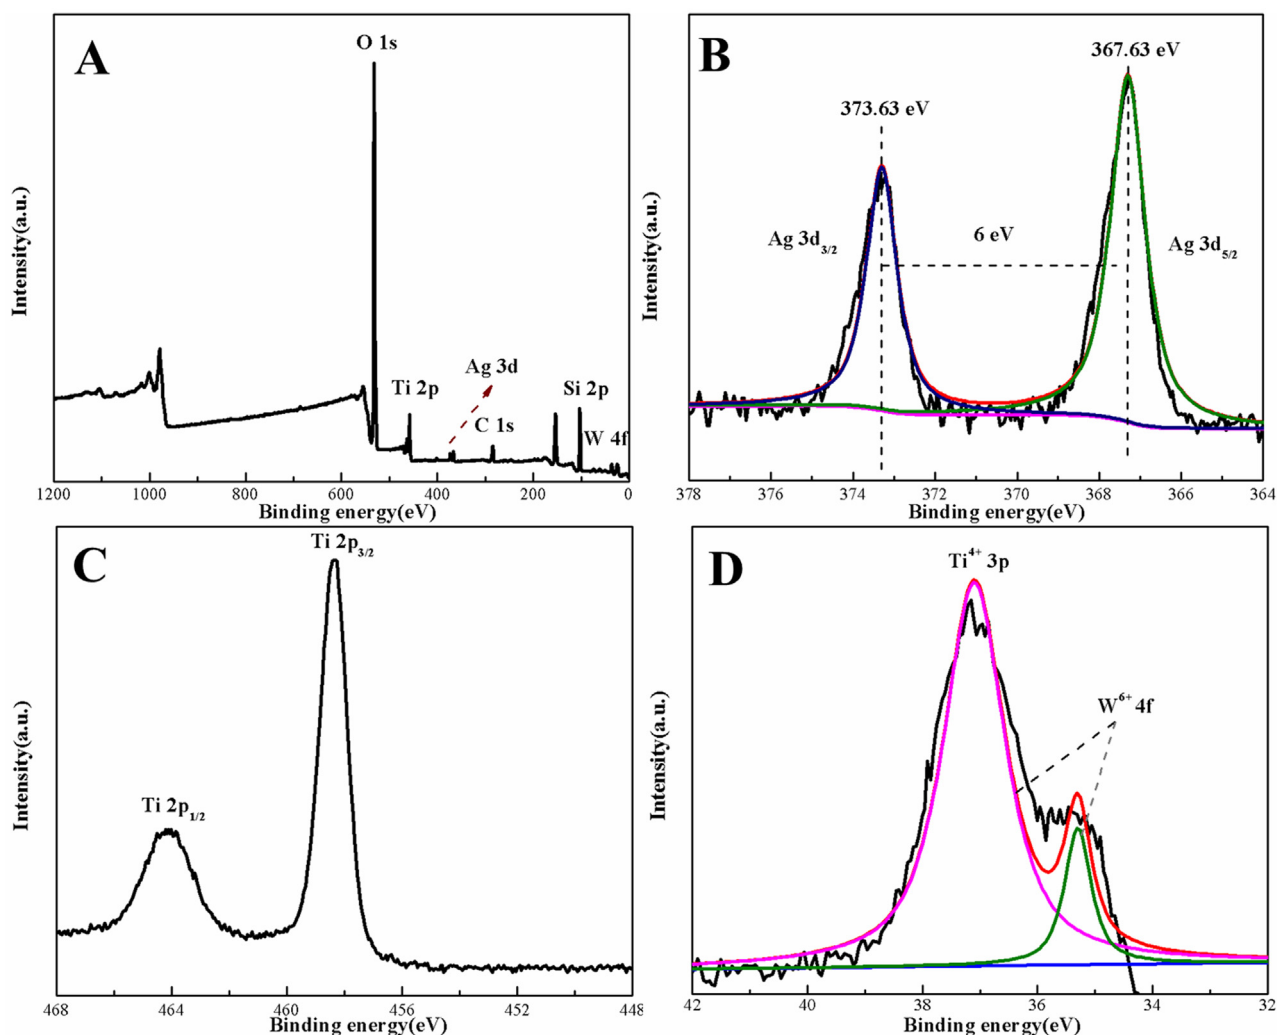 A
O 1s
Ti 2p
Ag 3d
C 1s
Si 2p
W 4f
Intensity(a.u.)
1200 1000 800 600 400 200 0
Binding energy(eV)
B
373.63 eV
367.63 eV
Ag 3d3/2
6 eV
Ag 3d5/2
Intensity(a.u.)
378 376 374 372 370 368 366 364
Binding energy(eV)
C
Ti 2p3/2
Ti 2p1/2
Intensity(a.u.)
468 464 460 456 452 448
Binding energy(eV)
D
Ti4+ 3p
W6+ 4f
Intensity(a.u.)
42 40 38 36 34 32
Binding energy(eV)